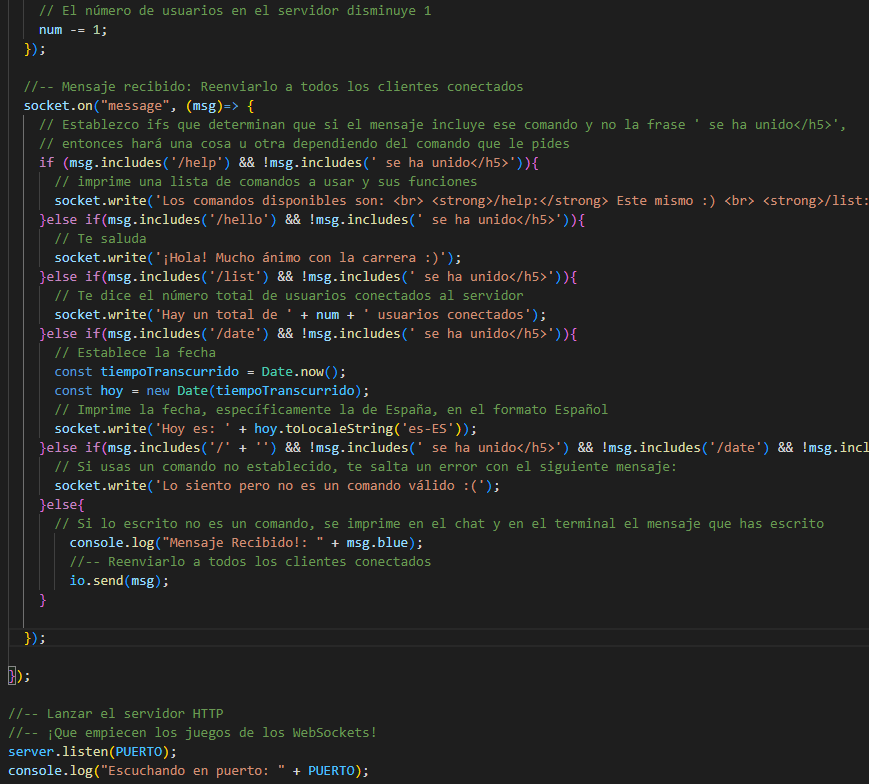 // El número de usuarios en el servidor disminuye 1
num -= 1;
});
//-- Mensaje recibido: Reenviarlo a todos los clientes conectados
socket.on("message", (msg)=> {
// Establezco ifs que determinan que si el mensaje incluye ese comando y no la frase ' se ha unido</h5>',
// entonces hará una cosa u otra dependiendo del comando que le pides
if (msg.includes('/help') && !msg.includes(' se ha unido</h5>')){
// imprime una lista de comandos a usar y sus funciones
socket.write('Los comandos disponibles son: <br> <strong>/help:</strong> Este mismo :) <br> <strong>/list:
}else if(msg.includes('/hello') && !msg.includes(' se ha unido</h5>')){
// Te saluda
socket.write('¡Hola! Mucho ánimo con la carrera :)');
}else if(msg.includes('/list') && !msg.includes(' se ha unido</h5>')){
// Te dice el número total de usuarios conectados al servidor
socket.write('Hay un total de ' + num + ' usuarios conectados');
}else if(msg.includes('/date') && !msg.includes(' se ha unido</h5>')){
// Establece la fecha
const tiempoTranscurrido = Date.now();
const hoy = new Date(tiempoTranscurrido);
// Imprime la fecha, específicamente la de España, en el formato Español
socket.write('Hoy es: ' + hoy.toLocaleString('es-ES'));
}else if(msg.includes('/' + '') && !msg.includes(' se ha unido</h5>') && !msg.includes('/date') && !msg.incl
// Si usas un comando no establecido, te salta un error con el siguiente mensaje:
socket.write('Lo siento pero no es un comando válido :(');
}else{
// Si lo escrito no es un comando, se imprime en el chat y en el terminal el mensaje que has escrito
console.log("Mensaje Recibido!: " + msg.blue);
//-- Reenviarlo a todos los clientes conectados
io.send(msg);
}
});
});
//-- Lanzar el servidor HTTP
//-- ¡Que empiecen los juegos de los WebSockets!
server.listen(PUERTO);
console.log("Escuchando en puerto: " + PUERTO);